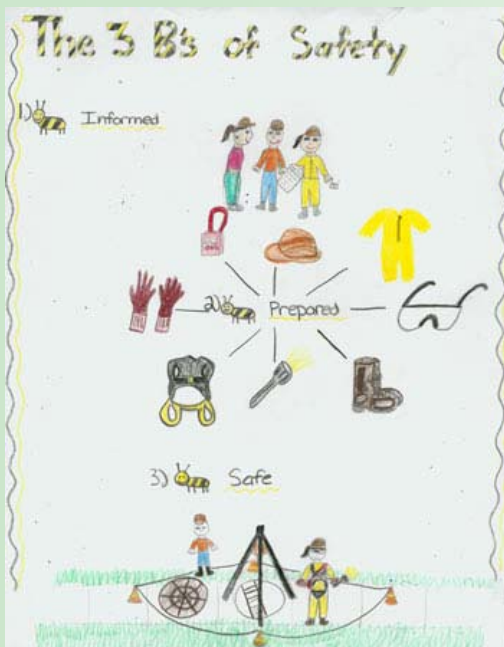 The 3 B's of Safety
1) Informed
2) Prepared
3) Safe